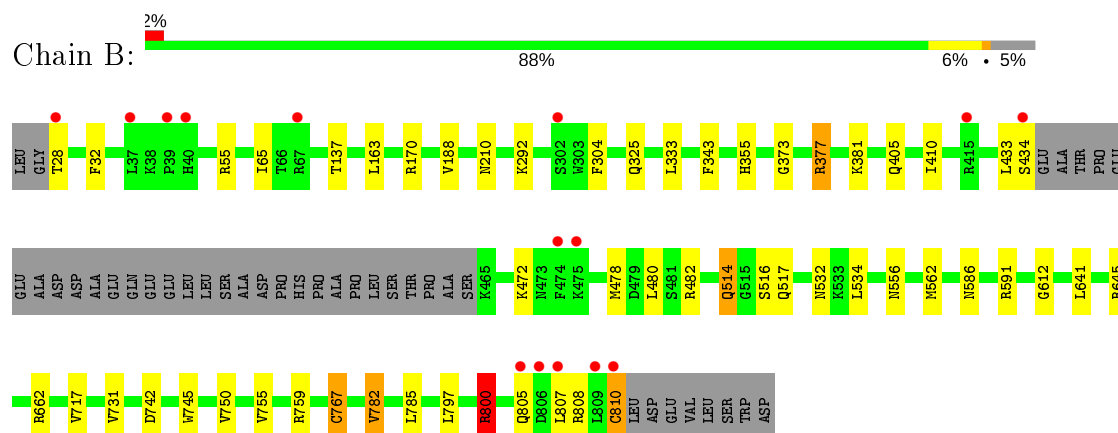 2%
Chain B:
88% 6% • 5%
LEU GLY T28 F32 L37 K38 P39 H40 R55 I65 T66 R67 T137 L163 R170 V188 N210 K292 S302 W303 F304 Q325 L333 F343 H355 G373 R377 K381 Q405 I410 R415 L433 S434 GLU ALA THR PRO GLU
GLU ALA ASP ASP ALA GLU GLN GLU GLU LEU LEU SER ALA ASP PRO HIS PRO ALA PRO LEU SER THR PRO ALA SER K465 K472 N473 F474 K475 M478 D479 L480 S481 R482 Q514 G515 S516 Q517 N532 K533 L534 N556 M562 N586 R591 G612 L641 R645
R662 V717 V731 D742 W745 V750 V755 R759 C767 V782 L785 L797 R800 Q805 D806 L807 R808 L809 C810 LEU ASP GLU VAL LEU SER TRP ASP